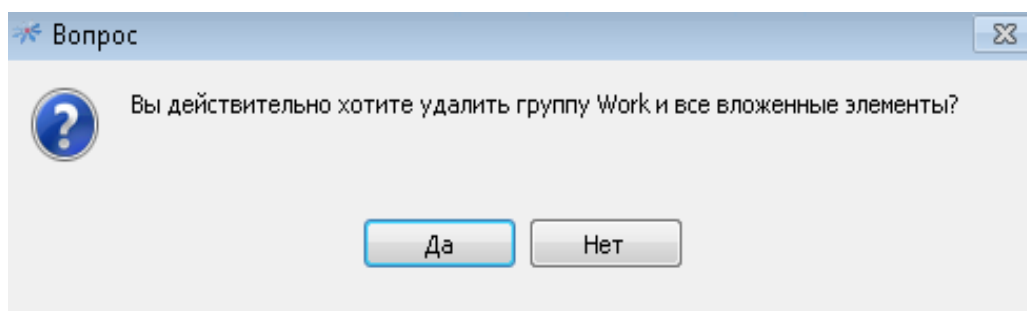 Вопрос
Вы действительно хотите удалить группу Work и все вложенные элементы?
Да
Нет